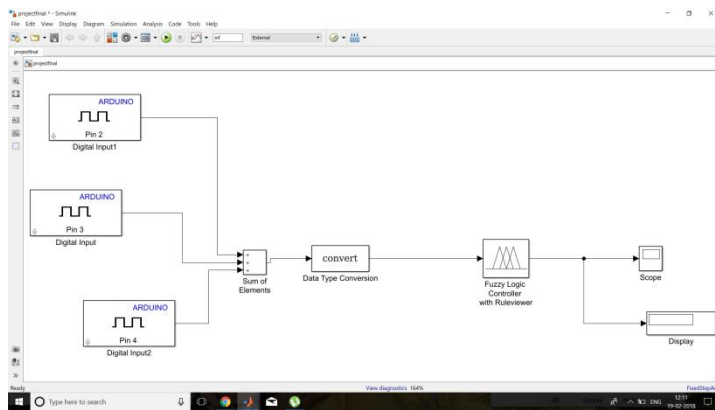 projectfinal * - Simulink
File Edit View Display Diagram Simulation Analysis Code Tools Help
inf
External
projectfinal
projectfinal
ARDUINO
Pin 2
Digital Input1
ARDUINO
Pin 3
Digital Input
ARDUINO
Pin 4
Digital Input2
Sum of
Elements
convert
Data Type Conversion
Fuzzy Logic
Controller
with Ruleviewer
Scope
Display
Ready
View diagnostics 164%
FixedStepA
Type here to search
ENG
12:11
19-02-2018